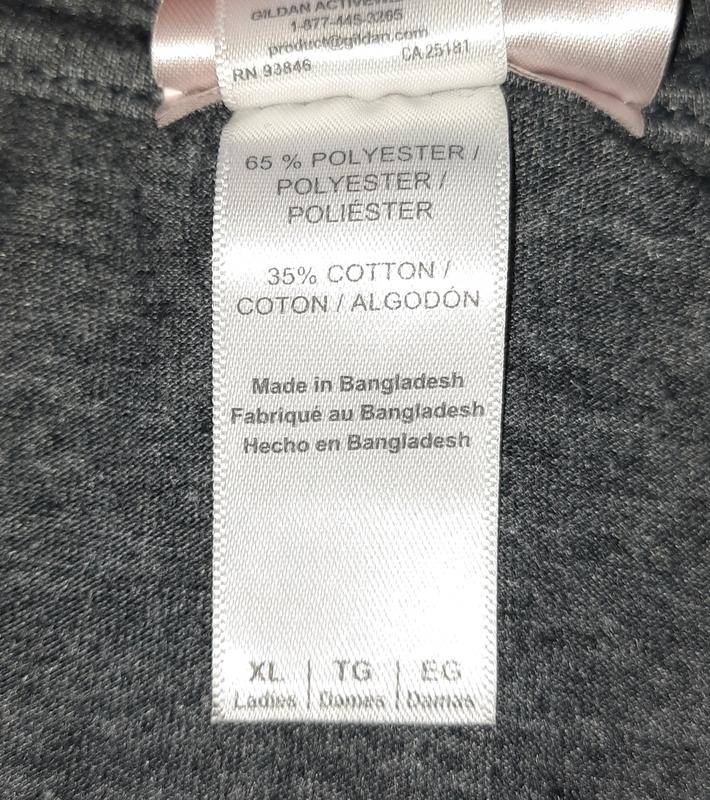 GILDAN
1-877-445-3265
product@gildan.com
RN 93846 CA 25181
65 % POLYESTER /
POLYESTER /
POLIÉSTER
35% COTTON /
COTON / ALGODÓN
Made in Bangladesh
Fabriqué au Bangladesh
Hecho en Bangladesh
XL | TG | EG
Ladies | Dames | Damas